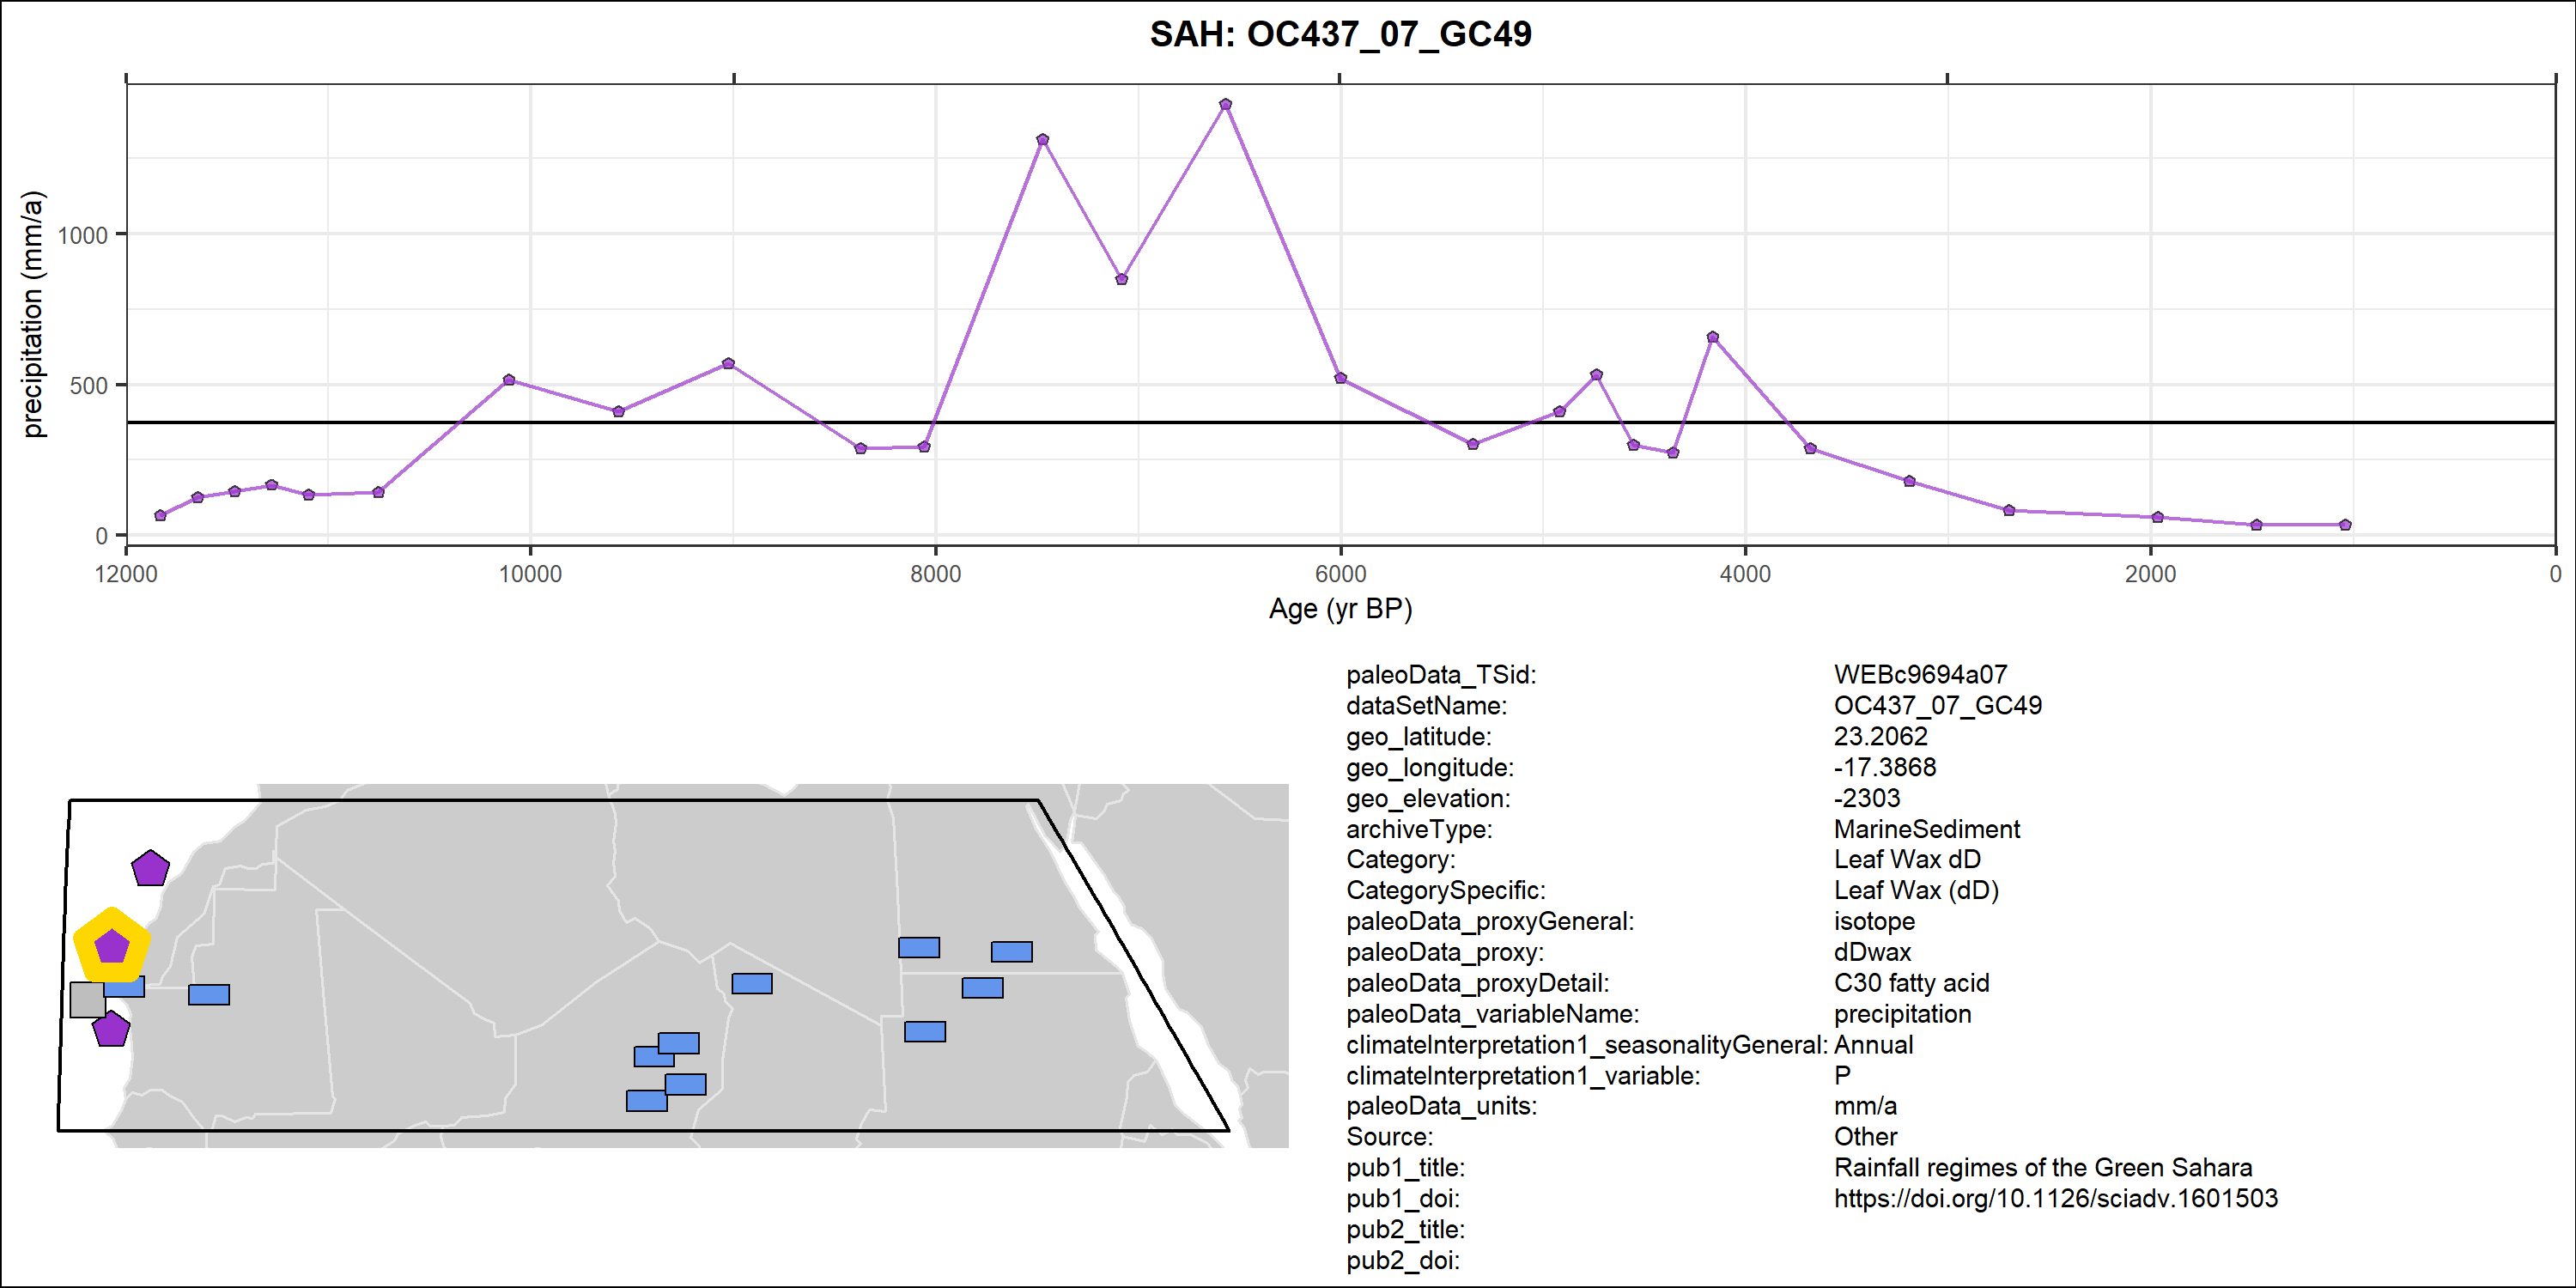 SAH: OC437_07_GC49
precipitation (mm/a)
1000
500
0
12000 10000 8000 6000 4000 2000 0
Age (yr BP)
paleoData_TSid: WEBc9694a07
dataSetName: OC437_07_GC49
geo_latitude: 23.2062
geo_longitude: -17.3868
geo_elevation: -2303
archiveType: MarineSediment
Category: Leaf Wax dD
CategorySpecific: Leaf Wax (dD)
paleoData_proxyGeneral: isotope
paleoData_proxy: dDwax
paleoData_proxyDetail: C30 fatty acid
paleoData_variableName: precipitation
climateInterpretation1_seasonalityGeneral: Annual
climateInterpretation1_variable: P
paleoData_units: mm/a
Source: Other
pub1_title: Rainfall regimes of the Green Sahara
pub1_doi: https://doi.org/10.1126/sciadv.1601503
pub2_title:
pub2_doi: